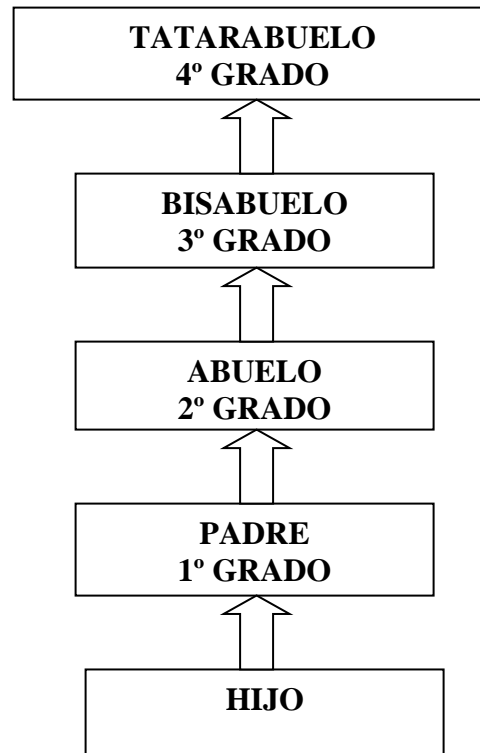 TATARABUELO
4º GRADO
BISABUELO
3º GRADO
ABUELO
2º GRADO
PADRE
1º GRADO
HIJO